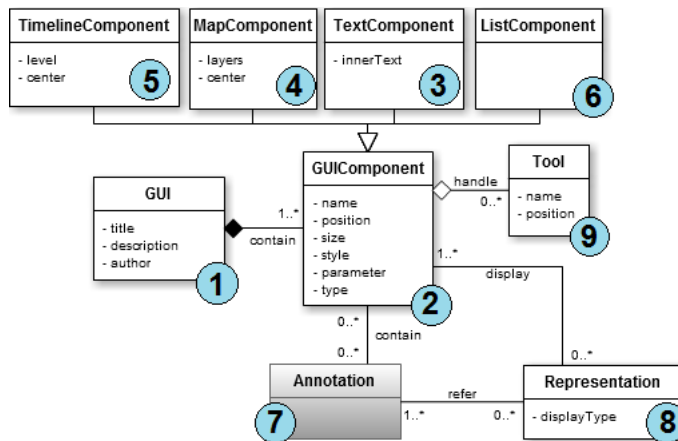 TimelineComponent
- level
- center
5
MapComponent
- layers
- center
4
TextComponent
- innerText
3
ListComponent
6
GUI
- title
- description
- author
1
1..*
contain
GUIComponent
- name
- position
- size
- style
- parameter
- type
2
handle
0..*
Tool
- name
- position
9
1..*
display
0..*
0..*
contain
0..*
Annotation
7
refer
1..*
0..*
Representation
- displayType
8